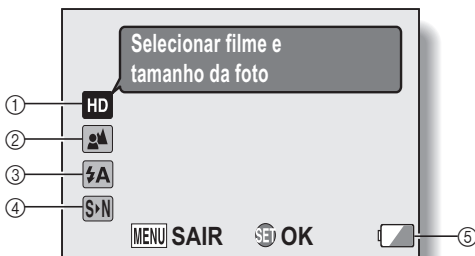 Selecionar filme e
tamanho da foto
① HD
②
③ ⚡A
④ S▸N
MENU SAIR SET OK
⑤